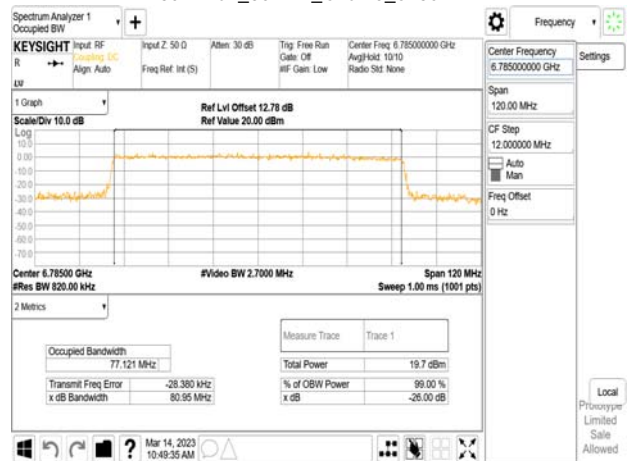 Spectrum Analyzer 1
Occupied BW
Frequency
KEYSIGHT
Input: RF
Input Z: 50 Ω
Atten: 30 dB
Trig: Free Run
Center Freq: 6.785000000 GHz
R
Coupling: DC
Gate: Off
Avg|Hold: 10/10
Align: Auto
Freq Ref: Int (S)
#IF Gain: Low
Radio Std: None
Center Frequency
6.785000000 GHz
Settings
Span
120.00 MHz
CF Step
12.000000 MHz
Auto
Man
Freq Offset
0 Hz
1 Graph
Scale/Div 10.0 dB
Ref Lvl Offset 12.78 dB
Ref Value 20.00 dBm
Log
10.0
0.00
-10.0
-20.0
-30.0
-40.0
-50.0
-60.0
-70.0
Center 6.78500 GHz
#Video BW 2.7000 MHz
Span 120 MHz
#Res BW 820.00 kHz
Sweep 1.00 ms (1001 pts)
2 Metrics
Measure Trace
Trace 1
Occupied Bandwidth
77.121 MHz
Total Power
19.7 dBm
Transmit Freq Error
-28.380 kHz
% of OBW Power
99.00 %
x dB Bandwidth
80.95 MHz
x dB
-26.00 dB
Local
Prototype
Limited
Sale
Allowed
?
Mar 14, 2023
10:49:35 AM